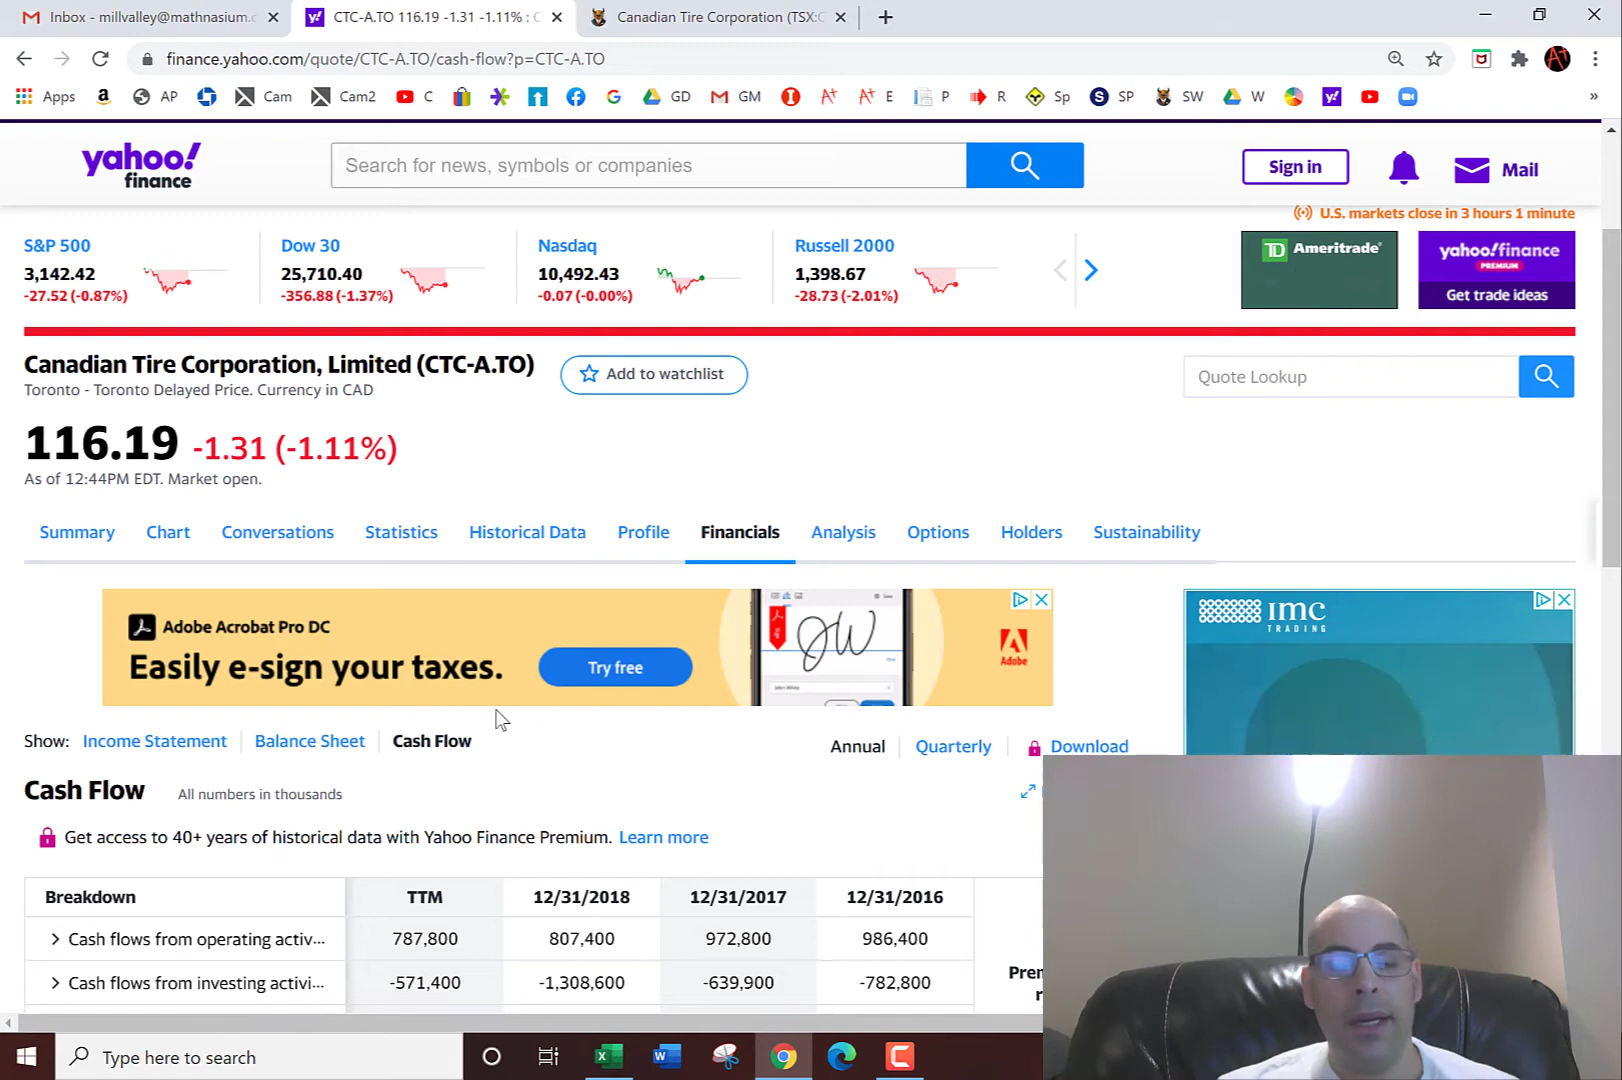 Inbox - millvalley@mathnasium.c
CTC-A.TO 116.19 -1.31 -1.11% : C
Canadian Tire Corporation (TSX:C
finance.yahoo.com/quote/CTC-A.TO/cash-flow?p=CTC-A.TO
Apps AP Cam Cam2 C GD GM E P R Sp SP SW W »
yahoo!
finance
Search for news, symbols or companies
Sign in
Mail
U.S. markets close in 3 hours 1 minute
S&P 500
3,142.42
-27.52 (-0.87%)
Dow 30
25,710.40
-356.88 (-1.37%)
Nasdaq
10,492.43
-0.07 (-0.00%)
Russell 2000
1,398.67
-28.73 (-2.01%)
TD Ameritrade
yahoo!finance
PREMIUM
Get trade ideas
Canadian Tire Corporation, Limited (CTC-A.TO)
Toronto - Toronto Delayed Price. Currency in CAD
Add to watchlist
Quote Lookup
116.19 -1.31 (-1.11%)
As of 12:44PM EDT. Market open.
Summary Chart Conversations Statistics Historical Data Profile Financials Analysis Options Holders Sustainability
Adobe Acrobat Pro DC
Easily e-sign your taxes.
Try free
Sign
Adobe
IMC
TRADING
Show: Income Statement Balance Sheet Cash Flow
Annual Quarterly Download
Cash Flow All numbers in thousands
Get access to 40+ years of historical data with Yahoo Finance Premium. Learn more
Breakdown TTM 12/31/2018 12/31/2017 12/31/2016
Cash flows from operating activ... 787,800 807,400 972,800 986,400
Cash flows from investing activi... -571,400 -1,308,600 -639,900 -782,800
Type here to search